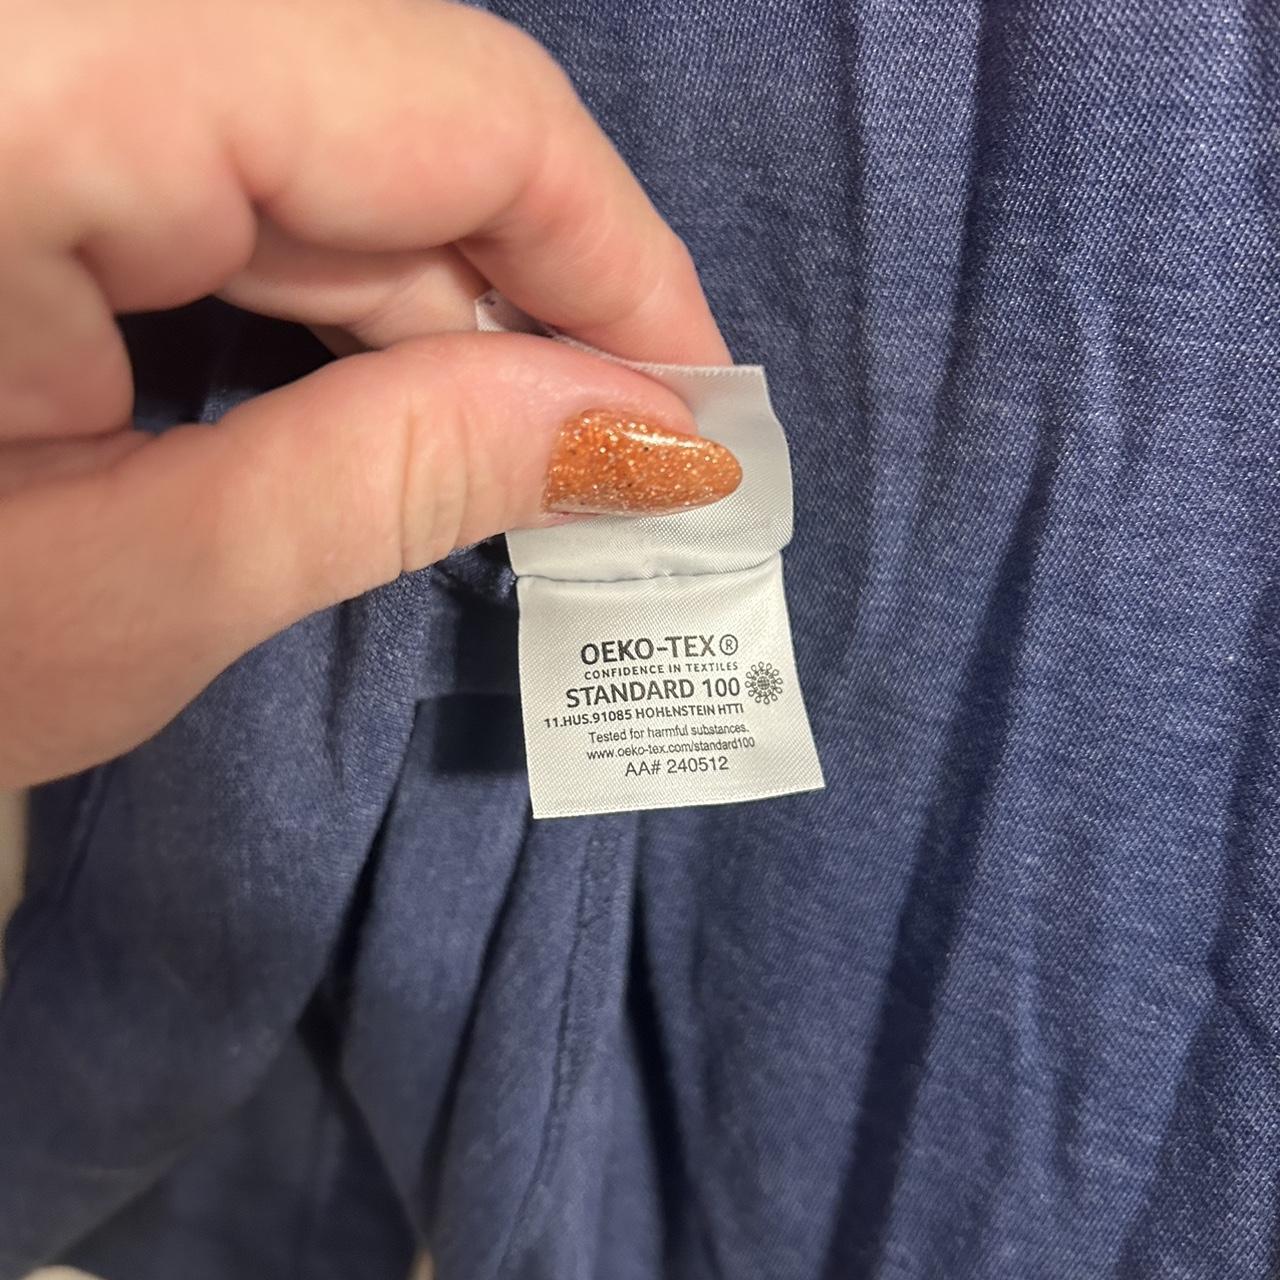 OEKO-TEX®
CONFIDENCE IN TEXTILES
STANDARD 100
11.HUS.91085 HOHENSTEIN HTTI
Tested for harmful substances.
www.oeko-tex.com/standard100
AA# 240512